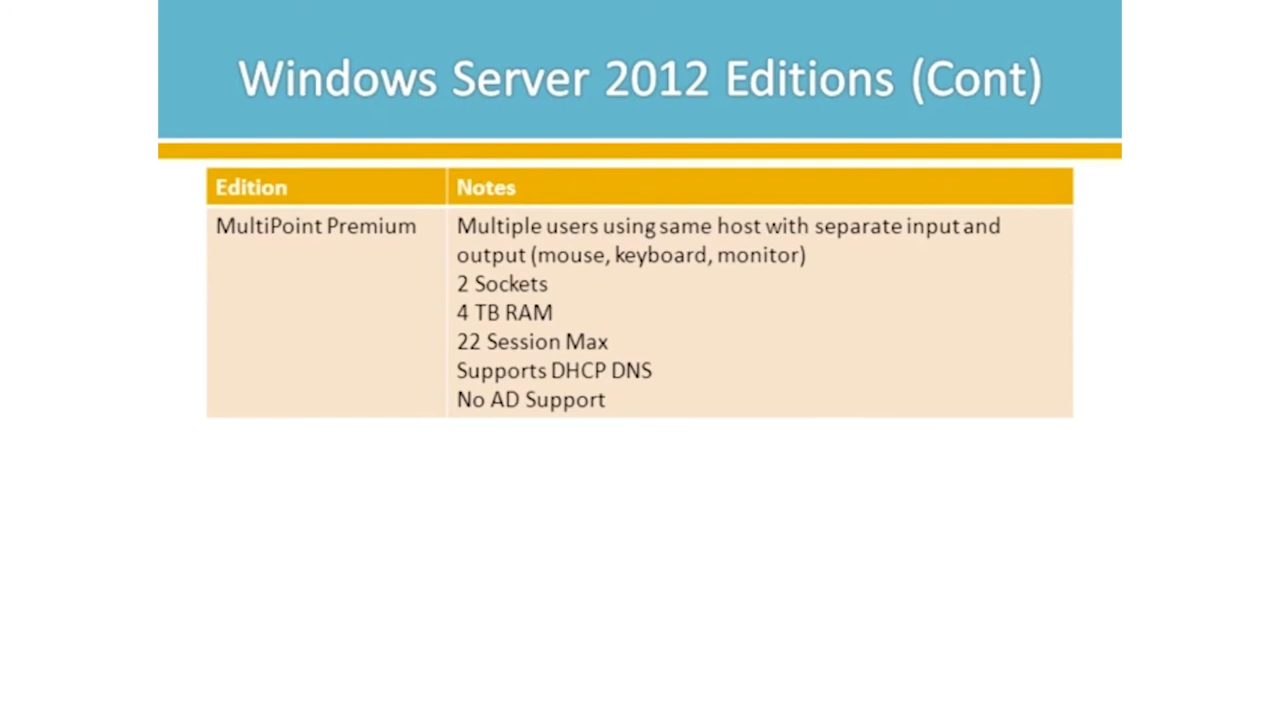 Windows Server 2012 Editions (Cont)
Edition
Notes
MultiPoint Premium
Multiple users using same host with separate input and
output (mouse, keyboard, monitor)
2 Sockets
4 TB RAM
22 Session Max
Supports DHCP DNS
No AD Support